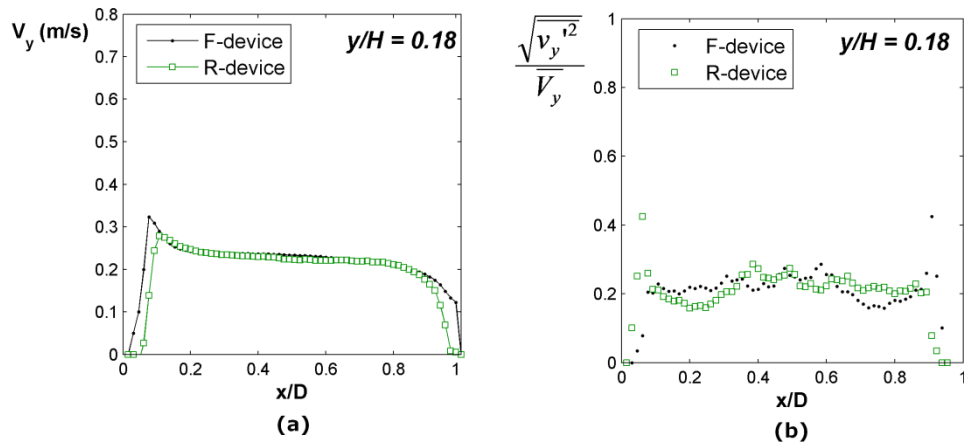 V_y (m/s)
F-device
R-device
y/H = 0.18
0.8
0.7
0.6
0.5
0.4
0.3
0.2
0.1
0
0 0.2 0.4 0.6 0.8 1
x/D
(a)
√(v_y'²) / V̅_y
F-device
R-device
y/H = 0.18
1
0.8
0.6
0.4
0.2
0
0 0.2 0.4 0.6 0.8 1
x/D
(b)